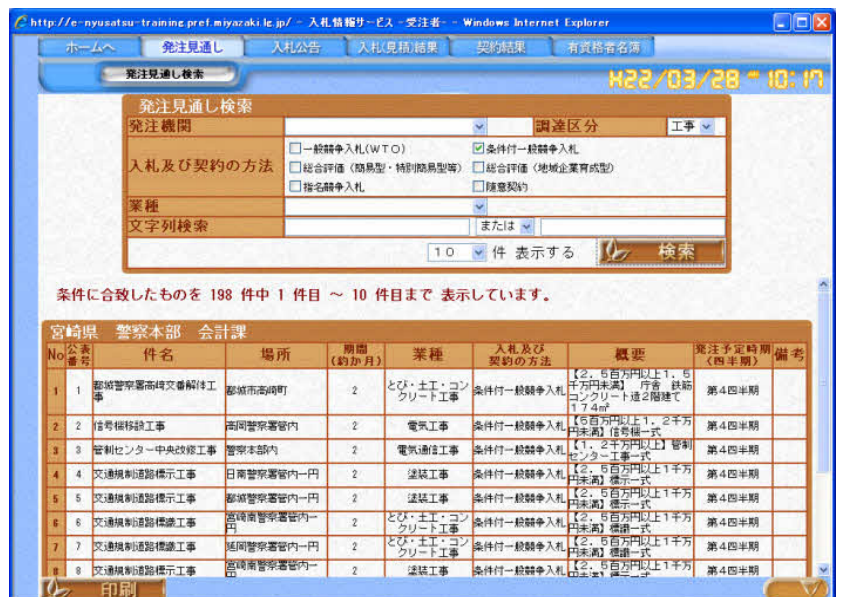 http://e-nyusatsu-training.pref.miyazaki.lg.jp/ - 入札情報サービス -受注者- - Windows Internet Explorer
ホームへ 発注見通し 入札公告 入札(見積)結果 契約結果 有資格者名簿
発注見通し検索 H22/03/28 - 10:17
発注見通し検索
発注機関 調達区分 工事
入札及び契約の方法
一般競争入札(WTO) 条件付一般競争入札
総合評価（簡易型・特別簡易型等） 総合評価（地域企業育成型）
指名競争入札 随意契約
業種
文字列検索 または
10 件 表示する 検索
条件に合致したものを 198 件中 1 件目 ～ 10 件目まで 表示しています。
宮崎県 警察本部 会計課
No 公表番号 件名 場所 期間(約か月) 業種 入札及び契約の方法 概要 発注予定時期(四半期) 備考
1 1 都城警察署高崎交番解体工事 都城市高崎町 2 とび・土工・コンクリート工事 条件付一般競争入札 【2．5百万円以上1．5千万円未満】 庁舎 鉄筋コンクリート造2階建て 174㎡ 第4四半期
2 2 信号機移設工事 高岡警察署管内 2 電気工事 条件付一般競争入札 【5百万円以上1．2千万円未満】信号機一式 第4四半期
3 3 管制センター中央改修工事 警察本部内 2 電気通信工事 条件付一般競争入札 【1．2千万円以上】管制センター工事一式 第4四半期
4 4 交通規制道路標示工事 日南警察署管内一円 2 塗装工事 条件付一般競争入札 【2．5百万円以上1千万円未満】標示一式 第4四半期
5 5 交通規制道路標示工事 都城警察署管内一円 2 塗装工事 条件付一般競争入札 【2．5百万円以上1千万円未満】標示一式 第4四半期
6 6 交通規制道路標識工事 宮崎南警察署管内一円 2 とび・土工・コンクリート工事 条件付一般競争入札 【2．5百万円以上1千万円未満】標識一式 第4四半期
7 7 交通規制道路標識工事 延岡警察署管内一円 2 とび・土工・コンクリート工事 条件付一般競争入札 【2．5百万円以上1千万円未満】標識一式 第4四半期
8 8 交通規制道路標示工事 宮崎南警察署管内一円 2 塗装工事 条件付一般競争入札 【2．5百万円以上1千万円未満】標示一式 第4四半期
印刷